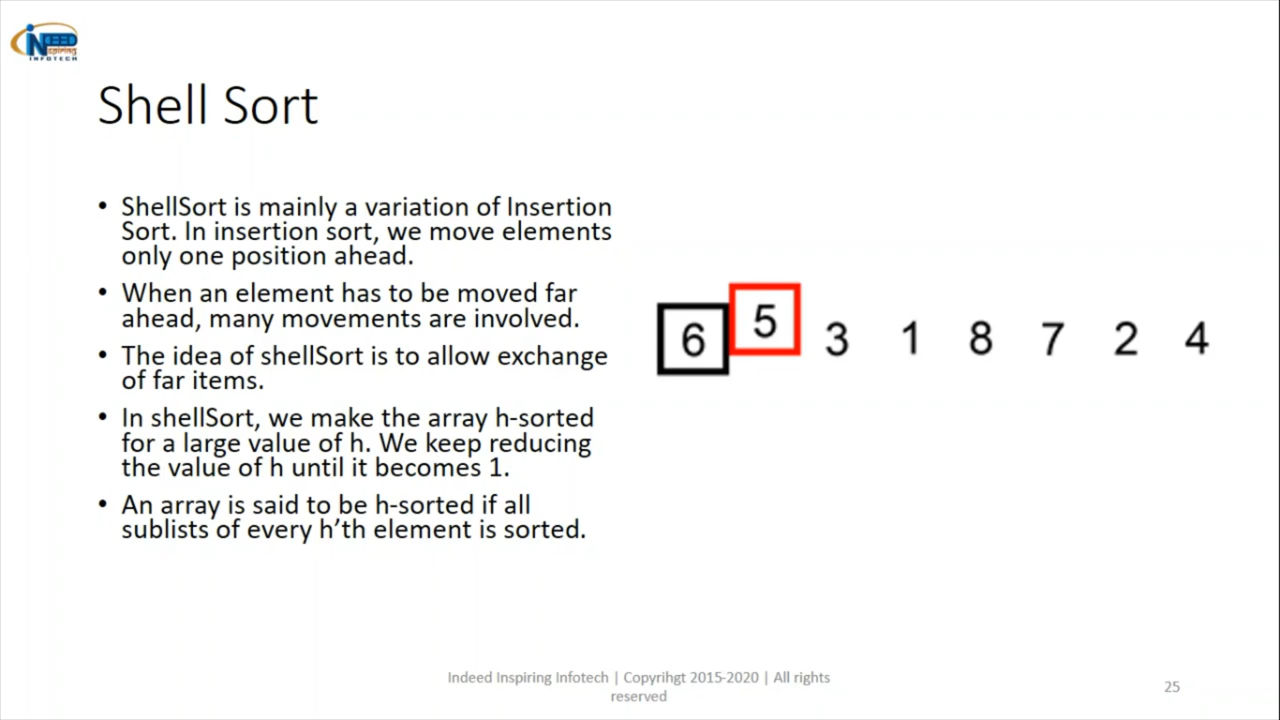 iNEED
nspiring
INFOTECH
Shell Sort
• ShellSort is mainly a variation of Insertion
Sort. In insertion sort, we move elements
only one position ahead.
• When an element has to be moved far
ahead, many movements are involved.
• The idea of shellSort is to allow exchange
of far items.
• In shellSort, we make the array h-sorted
for a large value of h. We keep reducing
the value of h until it becomes 1.
• An array is said to be h-sorted if all
sublists of every h’th element is sorted.
6 5 3 1 8 7 2 4
Indeed Inspiring Infotech | Copyrihgt 2015-2020 | All rights
reserved
25